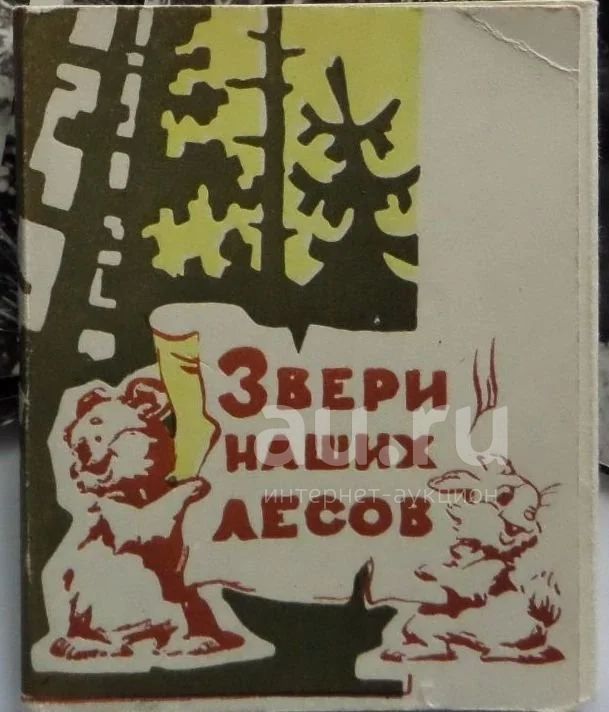 Звери
наших
лесов
au.ru
интернет-аукцион